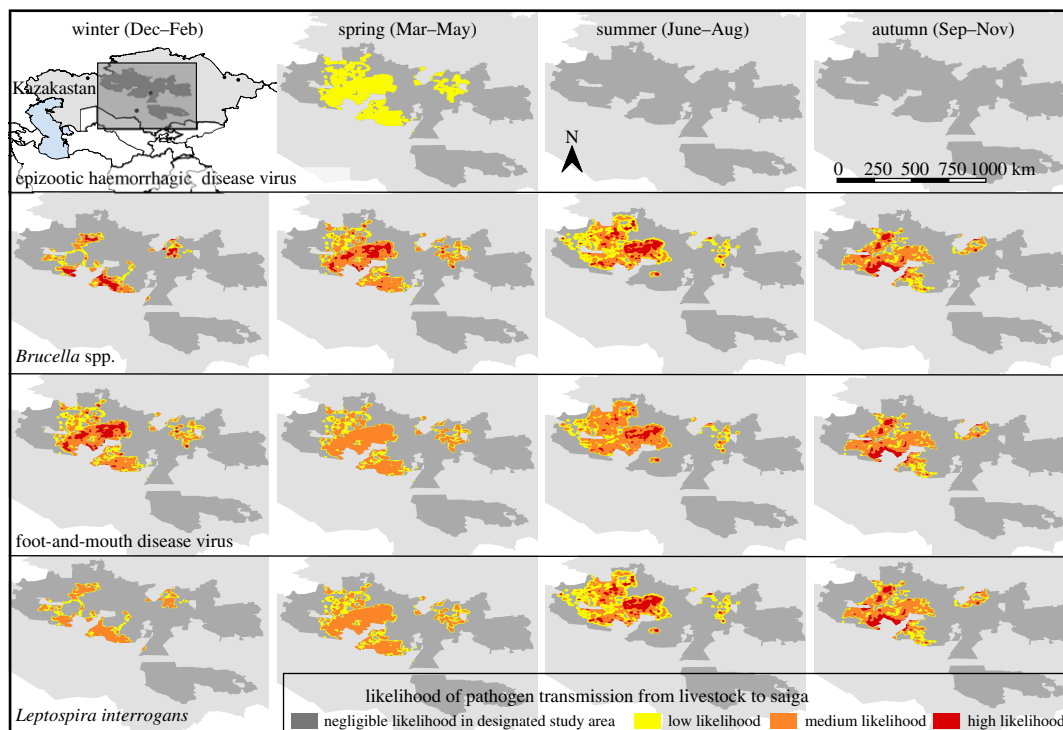 winter (Dec–Feb)
spring (Mar–May)
summer (June–Aug)
autumn (Sep–Nov)
Kazakastan
N
0 250 500 750 1000 km
epizootic haemorrhagic disease virus
Brucella spp.
foot-and-mouth disease virus
Leptospira interrogans
likelihood of pathogen transmission from livestock to saiga
negligible likelihood in designated study area
low likelihood
medium likelihood
high likelihood